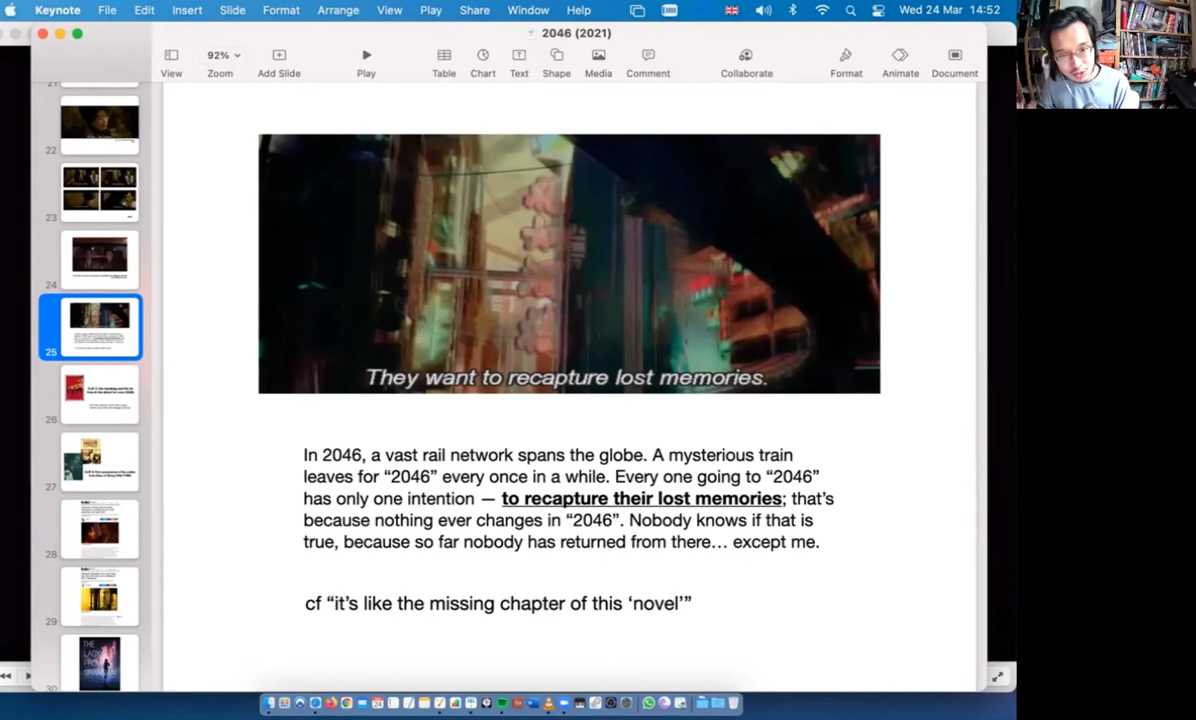 Keynote File Edit Insert Slide Format Arrange View Play Share Window Help Wed 24 Mar 14:52
2046 (2021)
92%
View Zoom Add Slide Play Table Chart Text Shape Media Comment Collaborate Format Animate Document
They want to recapture lost memories.
In 2046, a vast rail network spans the globe. A mysterious train
leaves for “2046” every once in a while. Every one going to “2046”
has only one intention — to recapture their lost memories; that’s
because nothing ever changes in “2046”. Nobody knows if that is
true, because so far nobody has returned from there… except me.
cf “it’s like the missing chapter of this ‘novel’”
22
23
24
25
26
27
28
29
THE
LADY
FROM
SHANGHAI
30